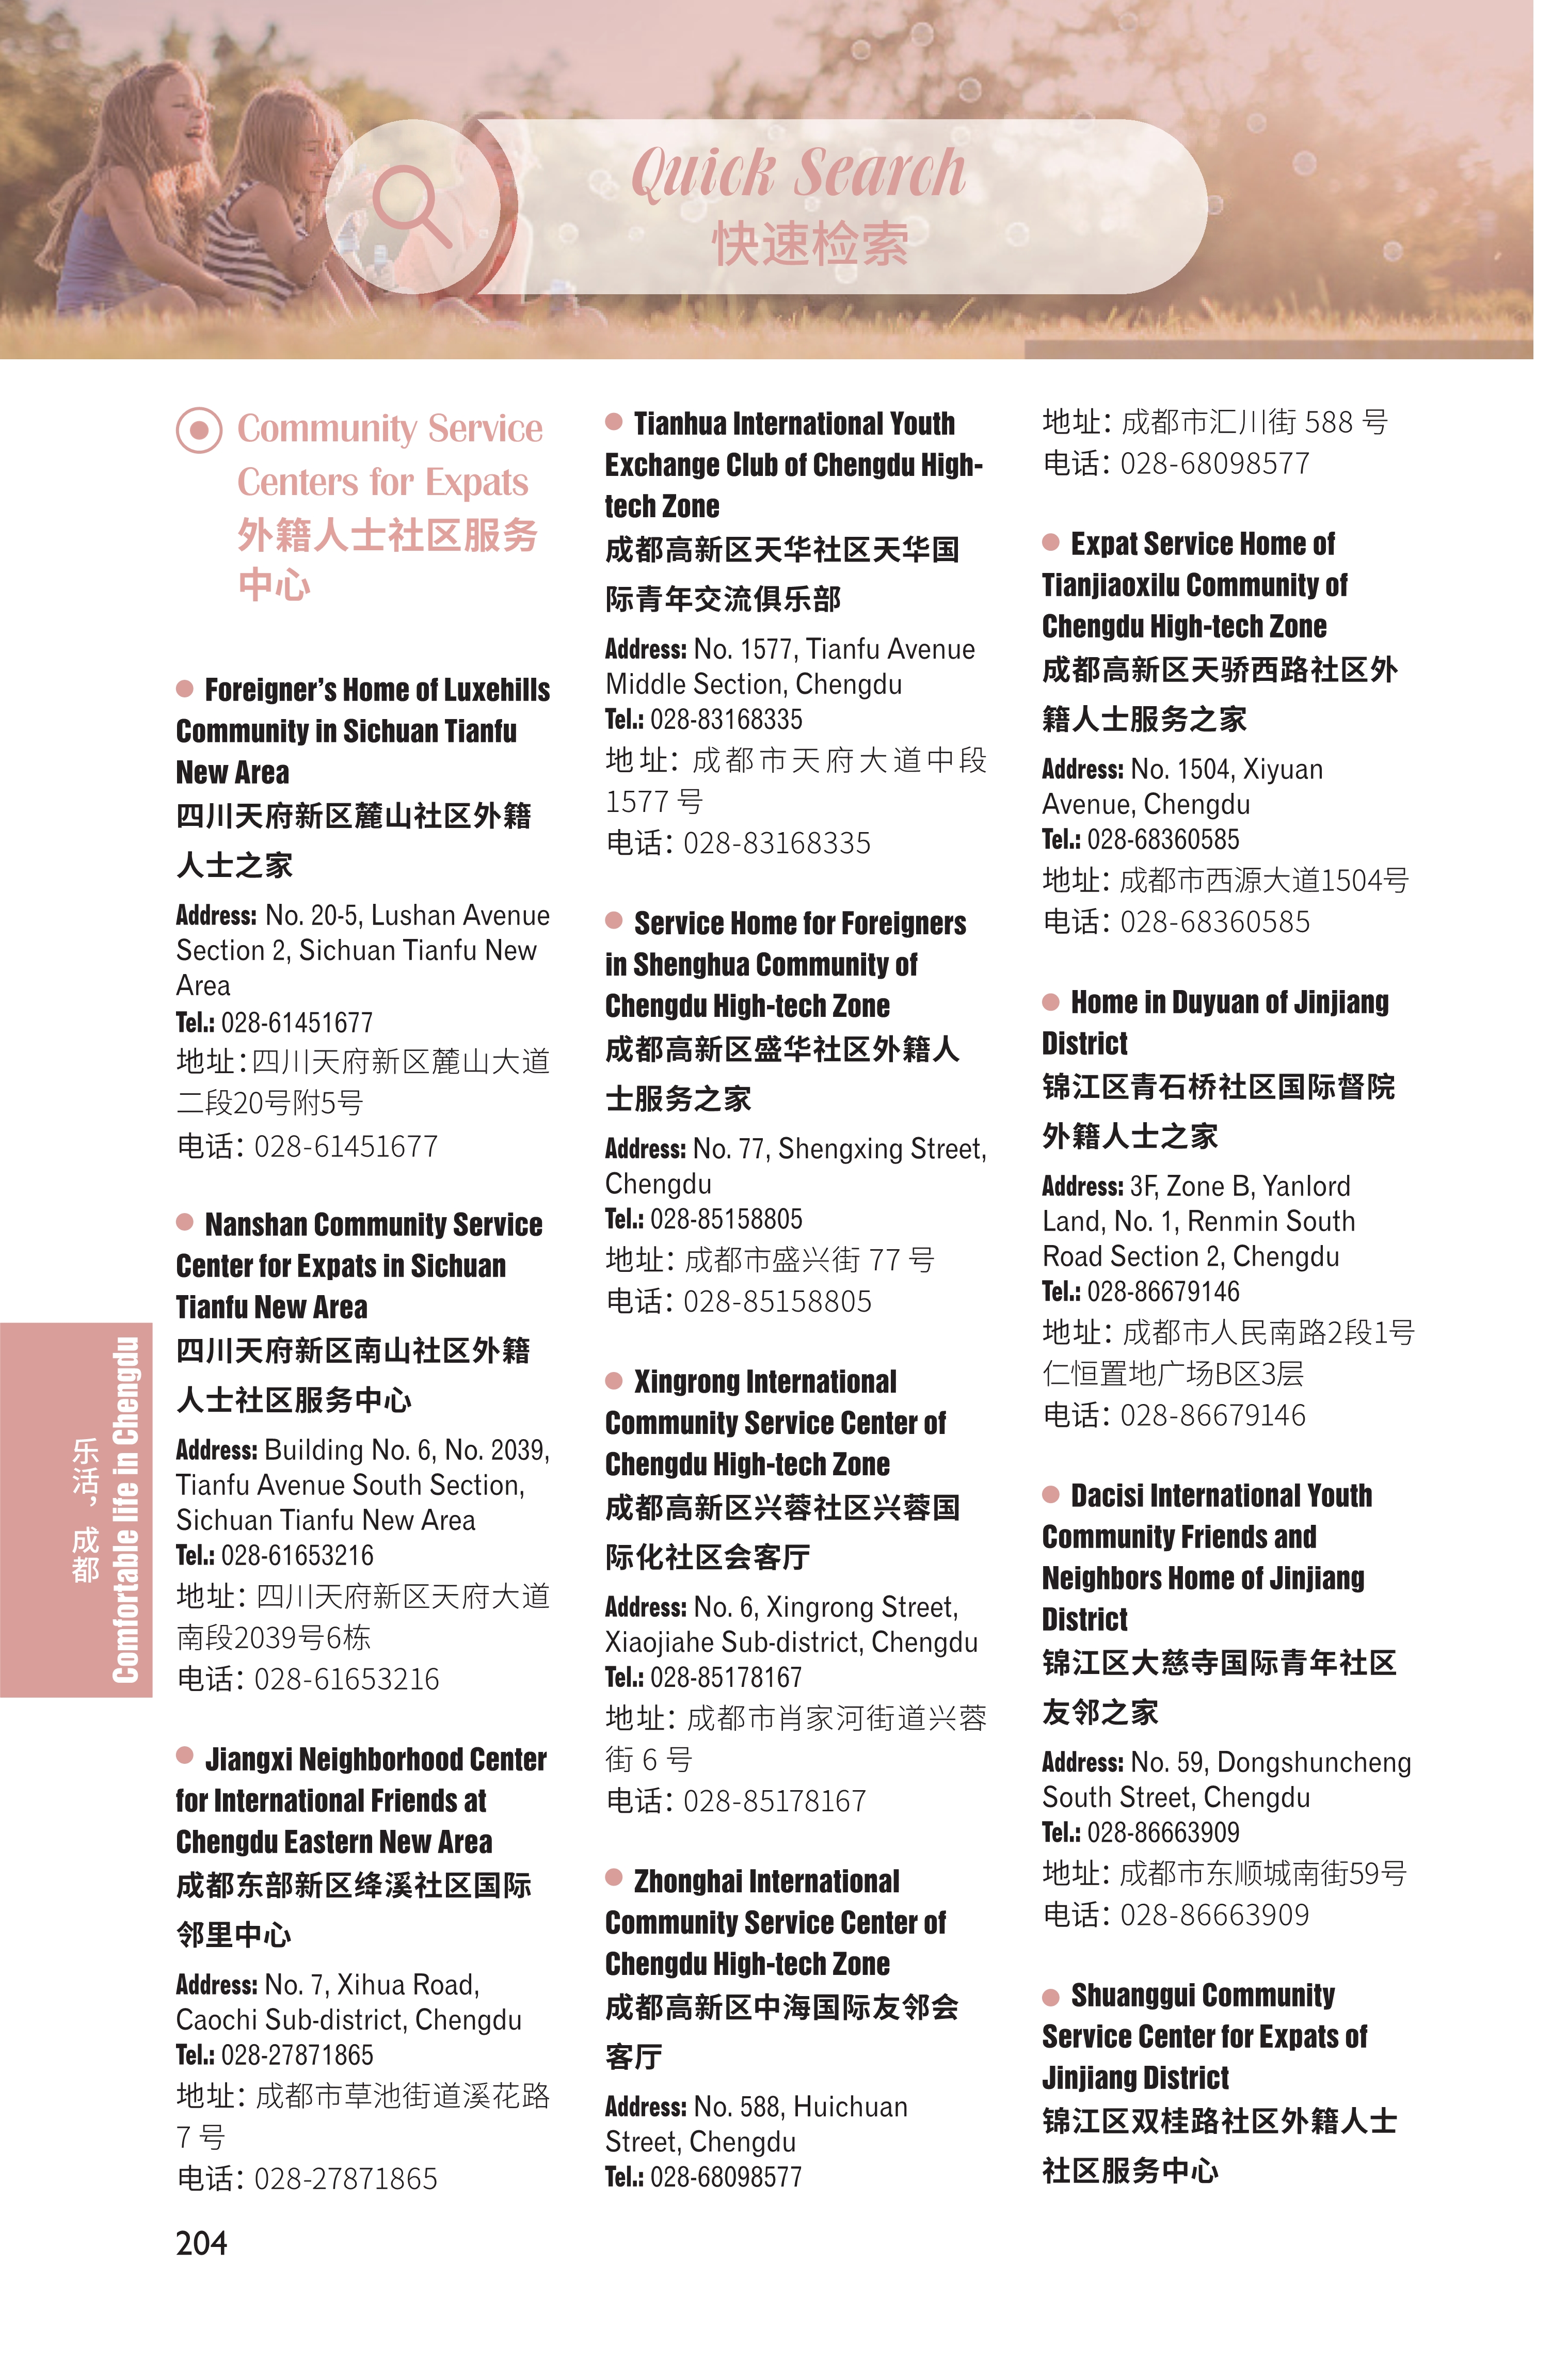 Quick Search
快速检索
Community Service
Centers for Expats
外籍人士社区服务
中心
Foreigner’s Home of Luxehills
Community in Sichuan Tianfu
New Area
四川天府新区麓山社区外籍
人士之家
Address: No. 20-5, Lushan Avenue
Section 2, Sichuan Tianfu New
Area
Tel.: 028-61451677
地址：四川天府新区麓山大道
二段20号附5号
电话：028-61451677
Nanshan Community Service
Center for Expats in Sichuan
Tianfu New Area
四川天府新区南山社区外籍
人士社区服务中心
Address: Building No. 6, No. 2039,
Tianfu Avenue South Section,
Sichuan Tianfu New Area
Tel.: 028-61653216
地址：四川天府新区天府大道
南段2039号6栋
电话：028-61653216
Jiangxi Neighborhood Center
for International Friends at
Chengdu Eastern New Area
成都东部新区绛溪社区国际
邻里中心
Address: No. 7, Xihua Road,
Caochi Sub-district, Chengdu
Tel.: 028-27871865
地址：成都市草池街道溪花路
7 号
电话：028-27871865
Tianhua International Youth
Exchange Club of Chengdu High-
tech Zone
成都高新区天华社区天华国
际青年交流俱乐部
Address: No. 1577, Tianfu Avenue
Middle Section, Chengdu
Tel.: 028-83168335
地址：成都市天府大道中段
1577 号
电话：028-83168335
Service Home for Foreigners
in Shenghua Community of
Chengdu High-tech Zone
成都高新区盛华社区外籍人
士服务之家
Address: No. 77, Shengxing Street,
Chengdu
Tel.: 028-85158805
地址：成都市盛兴街 77 号
电话：028-85158805
Xingrong International
Community Service Center of
Chengdu High-tech Zone
成都高新区兴蓉社区兴蓉国
际化社区会客厅
Address: No. 6, Xingrong Street,
Xiaojiahe Sub-district, Chengdu
Tel.: 028-85178167
地址：成都市肖家河街道兴蓉
街 6 号
电话：028-85178167
Zhonghai International
Community Service Center of
Chengdu High-tech Zone
成都高新区中海国际友邻会
客厅
Address: No. 588, Huichuan
Street, Chengdu
Tel.: 028-68098577
地址：成都市汇川街 588 号
电话：028-68098577
Expat Service Home of
Tianjiaoxilu Community of
Chengdu High-tech Zone
成都高新区天骄西路社区外
籍人士服务之家
Address: No. 1504, Xiyuan
Avenue, Chengdu
Tel.: 028-68360585
地址：成都市西源大道1504号
电话：028-68360585
Home in Duyuan of Jinjiang
District
锦江区青石桥社区国际督院
外籍人士之家
Address: 3F, Zone B, Yanlord
Land, No. 1, Renmin South
Road Section 2, Chengdu
Tel.: 028-86679146
地址：成都市人民南路2段1号
仁恒置地广场B区3层
电话：028-86679146
Dacisi International Youth
Community Friends and
Neighbors Home of Jinjiang
District
锦江区大慈寺国际青年社区
友邻之家
Address: No. 59, Dongshuncheng
South Street, Chengdu
Tel.: 028-86663909
地址：成都市东顺城南街59号
电话：028-86663909
Shuanggui Community
Service Center for Expats of
Jinjiang District
锦江区双桂路社区外籍人士
社区服务中心
乐活，成都
Comfortable life in Chengdu
204